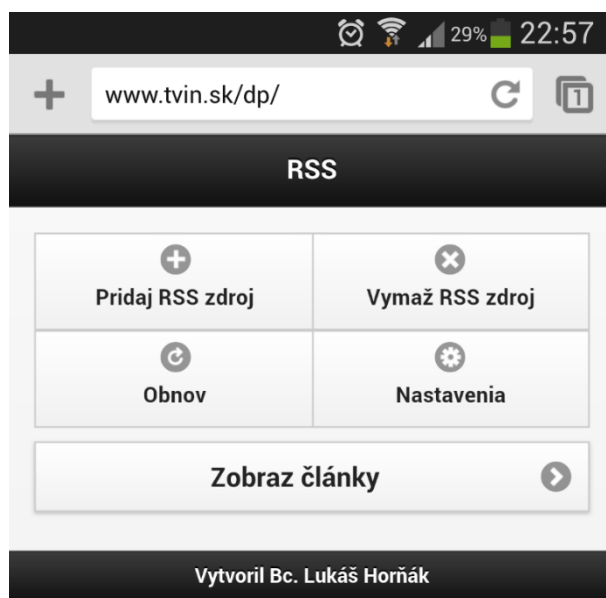 29% 22:57
www.tvin.sk/dp/ 1
RSS
Pridaj RSS zdroj Vymaž RSS zdroj
Obnov Nastavenia
Zobraz články
Vytvoril Bc. Lukáš Horňák